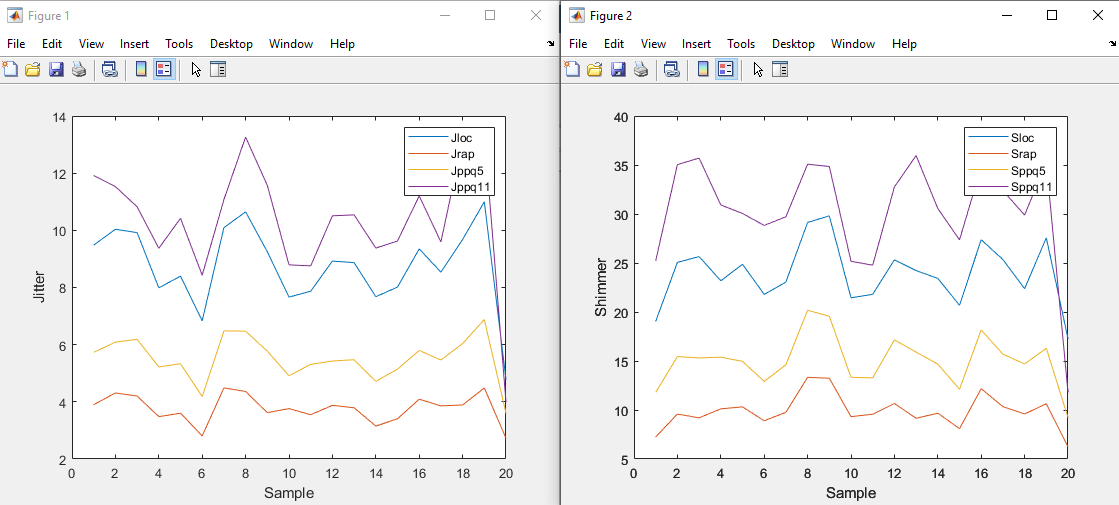 Figure 1
File Edit View Insert Tools Desktop Window Help
14
12
10
8
6
4
2
Jitter
0 2 4 6 8 10 12 14 16 18 20
Sample
Jloc
Jrap
Jppq5
Jppq11
Figure 2
File Edit View Insert Tools Desktop Window Help
40
35
30
25
20
15
10
5
Shimmer
0 2 4 6 8 10 12 14 16 18 20
Sample
Sloc
Srap
Sppq5
Sppq11